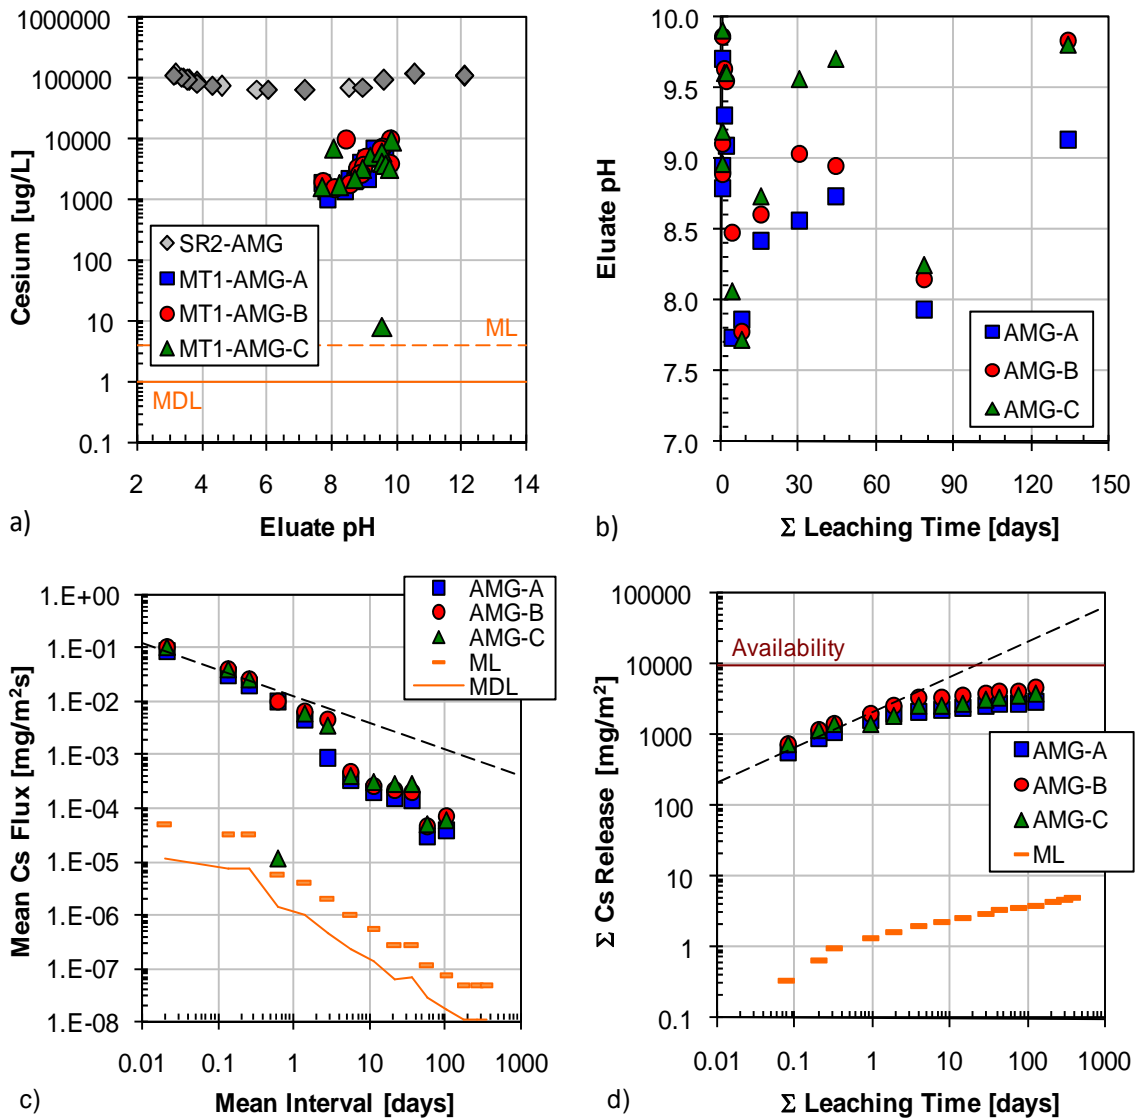 Cesium [ug/L]
100000
10000
1000
100
10
1
0.1
SR2-AMG
MT1-AMG-A
MT1-AMG-B
MT1-AMG-C
ML
MDL
2 4 6 8 10 12 14
Eluate pH
a)
Eluate pH
10.0
9.5
9.0
8.5
8.0
7.5
7.0
AMG-A
AMG-B
AMG-C
0 30 60 90 120 150
Σ Leaching Time [days]
b)
Mean Cs Flux [mg/m²s]
1.E+00
1.E-01
1.E-02
1.E-03
1.E-04
1.E-05
1.E-06
1.E-07
1.E-08
AMG-A
AMG-B
AMG-C
ML
MDL
0.01 0.1 1 10 100 1000
Mean Interval [days]
c)
Σ Cs Release [mg/m²]
100000
10000
1000
100
10
1
0.1
Availability
AMG-A
AMG-B
AMG-C
ML
0.01 0.1 1 10 100 1000
Σ Leaching Time [days]
d)